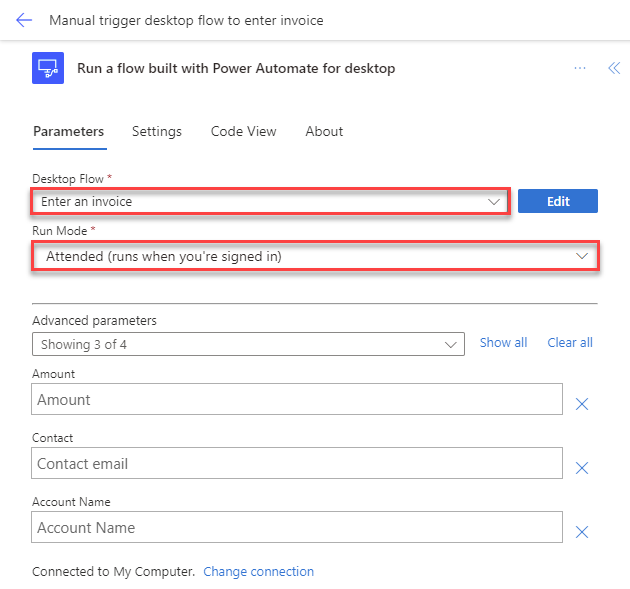 Manual trigger desktop flow to enter invoice
Run a flow built with Power Automate for desktop
Parameters Settings Code View About
Desktop Flow *
Enter an invoice Edit
Run Mode *
Attended (runs when you're signed in)
Advanced parameters
Showing 3 of 4 Show all Clear all
Amount
Amount
Contact
Contact email
Account Name
Account Name
Connected to My Computer. Change connection